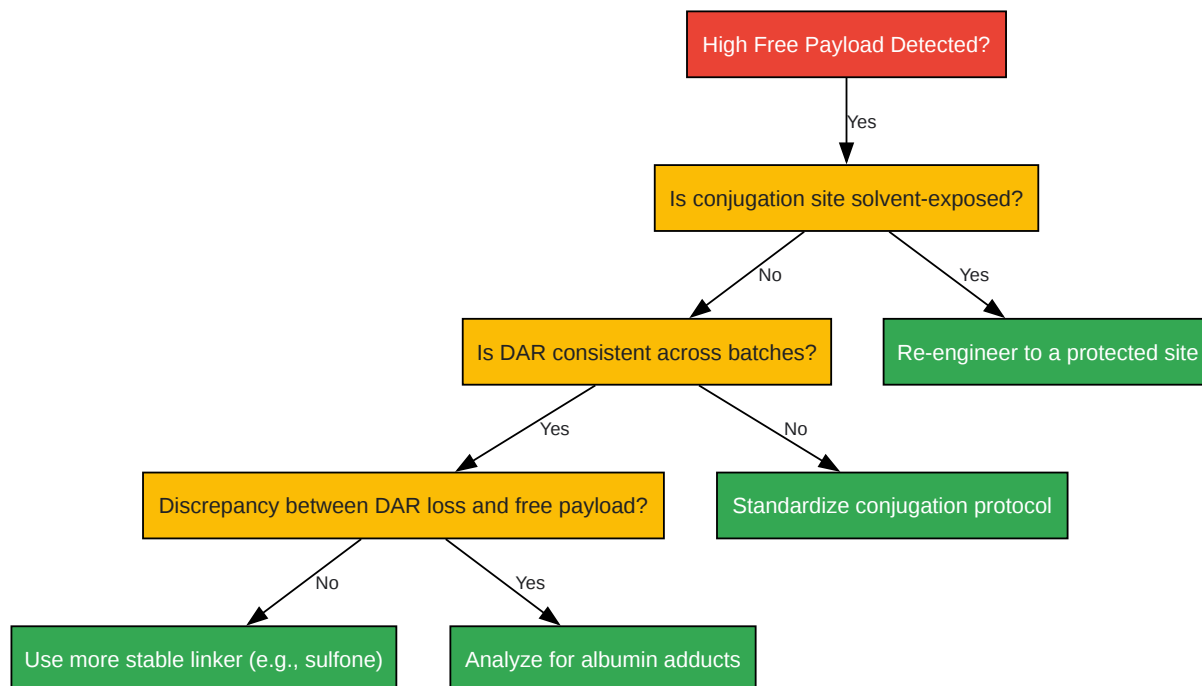 High Free Payload Detected?
Yes
Is conjugation site solvent-exposed?
No
Yes
Is DAR consistent across batches?
Re-engineer to a protected site
Yes
No
Discrepancy between DAR loss and free payload?
Standardize conjugation protocol
No
Yes
Use more stable linker (e.g., sulfone)
Analyze for albumin adducts